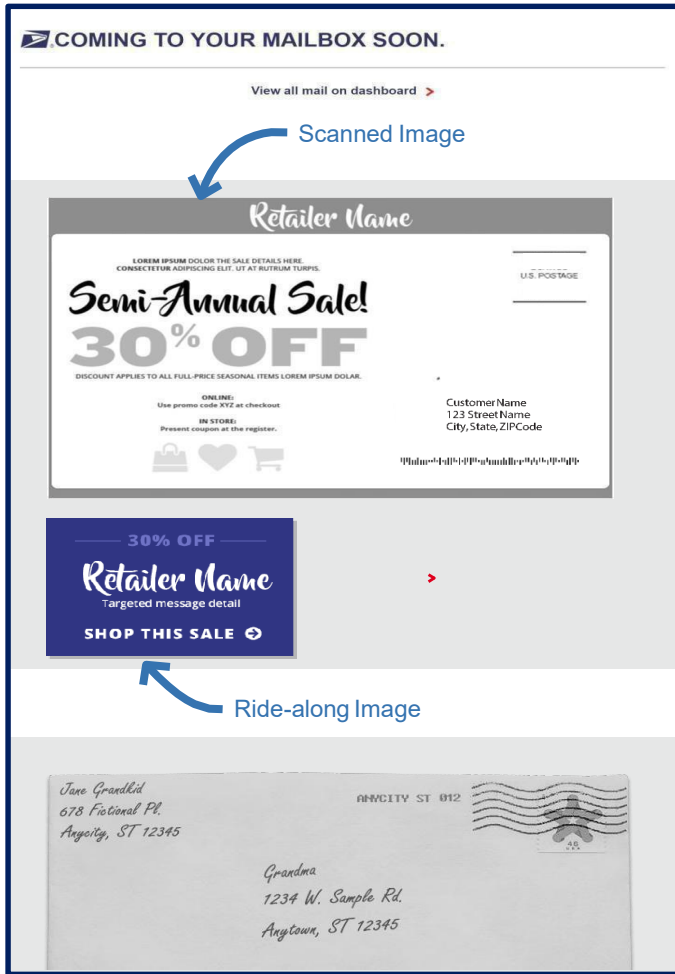 COMING TO YOUR MAILBOX SOON.
View all mail on dashboard >
Scanned Image
Retailer Name
LOREM IPSUM DOLOR THE SALE DETAILS HERE.
CONSECTETUR ADIPISCING ELIT. UT AT RUTRUM TURPIS.
U.S. POSTAGE
Semi-Annual Sale!
30% OFF
DISCOUNT APPLIES TO ALL FULL-PRICE SEASONAL ITEMS LOREM IPSUM DOLAR.
ONLINE:
Use promo code XYZ at checkout
IN STORE:
Present coupon at the register.
Customer Name
123 Street Name
City, State, ZIPCode
30% OFF
Retailer Name
Targeted message detail
SHOP THIS SALE
>
Ride-along Image
Jane Grandkid
678 Fictional Pl.
Anycity, ST 12345
ANYCITY ST 012
46
Grandma
1234 W. Sample Rd.
Anytown, ST 12345